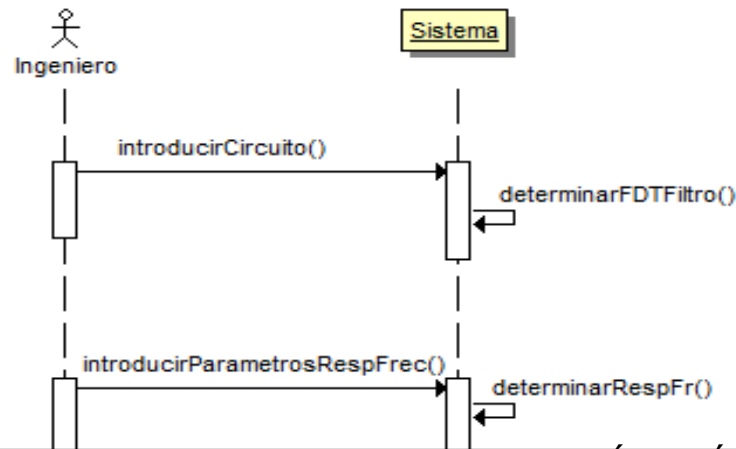 Ingeniero
Sistema
introducirCircuito()
determinarFDTFiltro()
introducirParametrosRespFrec()
determinarRespFr()